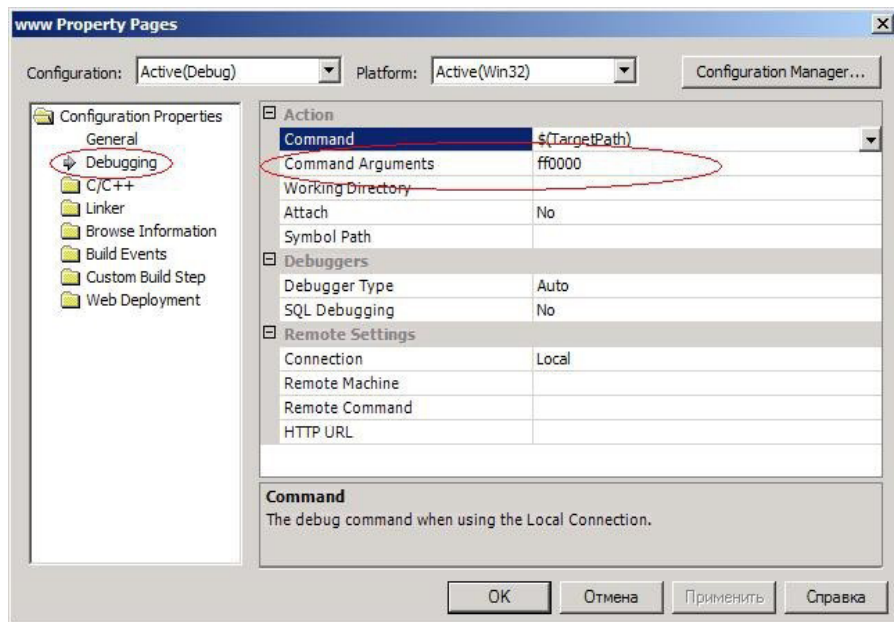 www Property Pages
Configuration: Active(Debug) Platform: Active(Win32) Configuration Manager...
Configuration Properties
General
Debugging
C/C++
Linker
Browse Information
Build Events
Custom Build Step
Web Deployment
Action
Command $(TargetPath)
Command Arguments ff0000
Working Directory
Attach No
Symbol Path
Debuggers
Debugger Type Auto
SQL Debugging No
Remote Settings
Connection Local
Remote Machine
Remote Command
HTTP URL
Command
The debug command when using the Local Connection.
OK Отмена Применить Справка